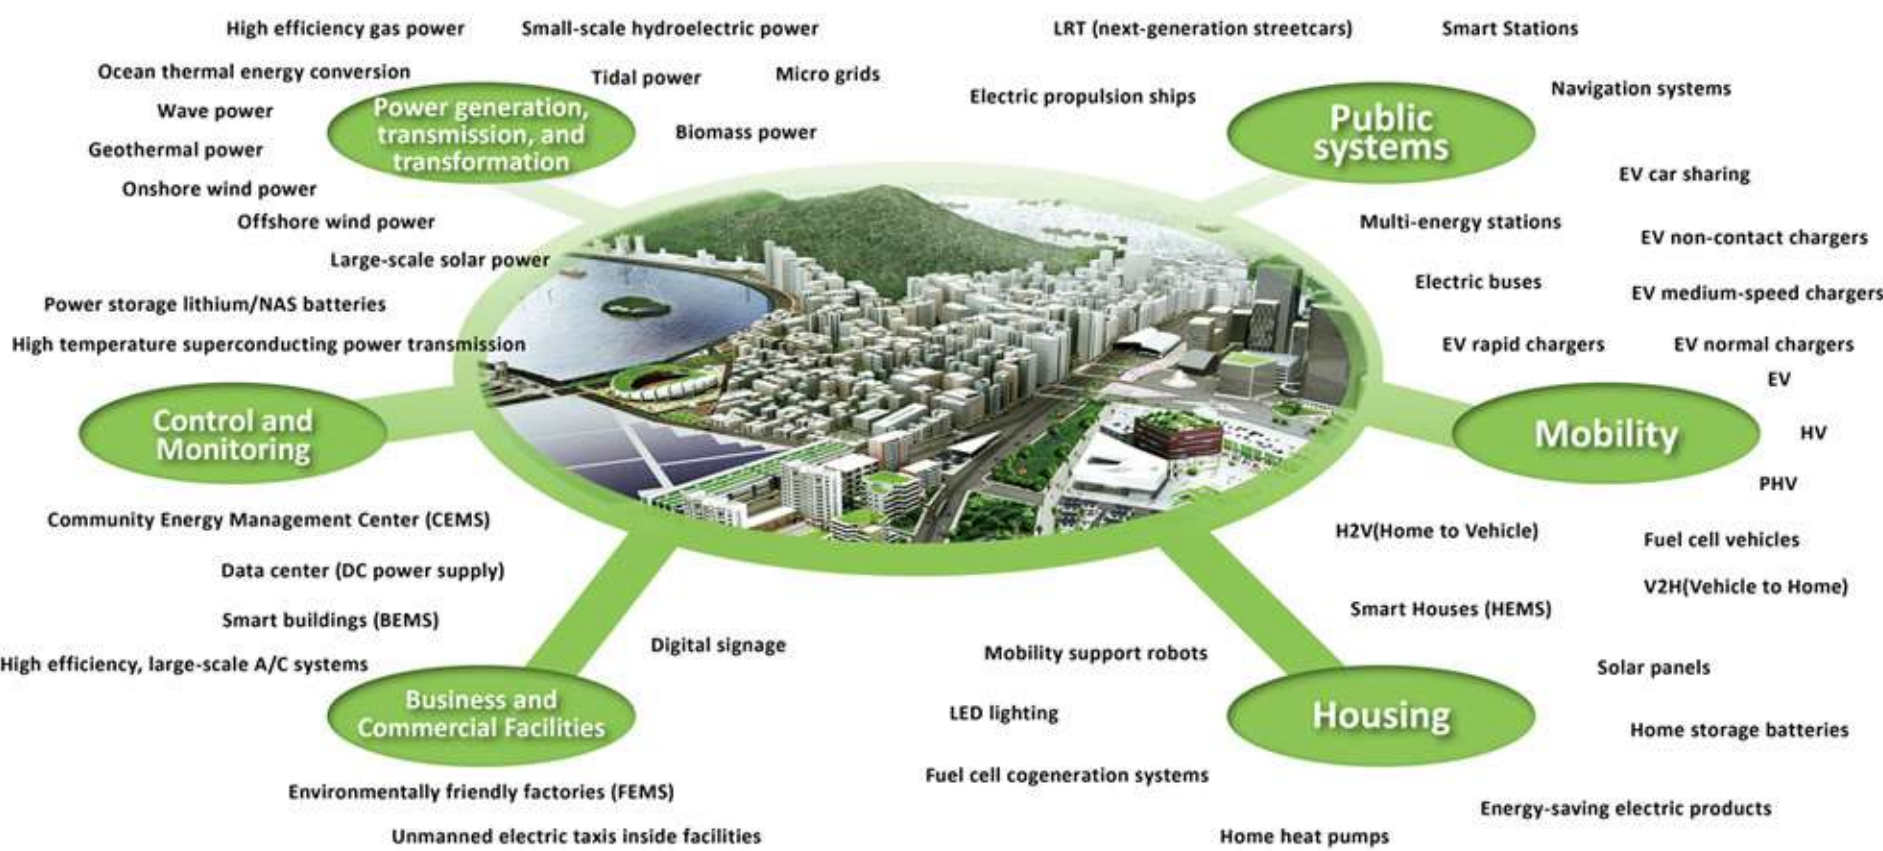 High efficiency gas power
Small-scale hydroelectric power
Ocean thermal energy conversion
Tidal power
Micro grids
Wave power
Power generation,
transmission, and
transformation
Biomass power
Geothermal power
Onshore wind power
Offshore wind power
Large-scale solar power
Power storage lithium/NAS batteries
High temperature superconducting power transmission
LRT (next-generation streetcars)
Smart Stations
Electric propulsion ships
Navigation systems
Public
systems
EV car sharing
Multi-energy stations
EV non-contact chargers
Electric buses
EV medium-speed chargers
EV rapid chargers
EV normal chargers
EV
Mobility
HV
PHV
H2V(Home to Vehicle)
Fuel cell vehicles
V2H(Vehicle to Home)
Control and
Monitoring
Community Energy Management Center (CEMS)
Data center (DC power supply)
Smart buildings (BEMS)
High efficiency, large-scale A/C systems
Digital signage
Business and
Commercial Facilities
Environmentally friendly factories (FEMS)
Unmanned electric taxis inside facilities
Smart Houses (HEMS)
Mobility support robots
Solar panels
LED lighting
Housing
Home storage batteries
Fuel cell cogeneration systems
Energy-saving electric products
Home heat pumps